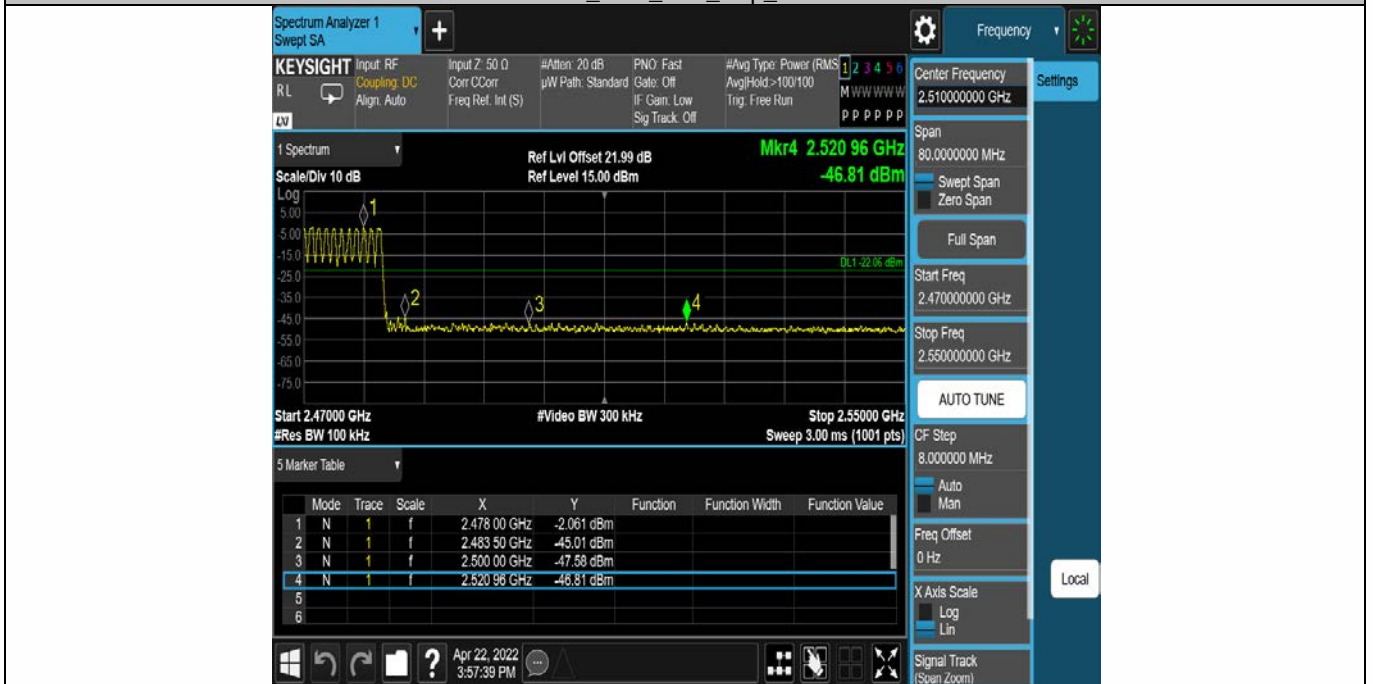 Spectrum Analyzer 1
Swept SA
+
Frequency
KEYSIGHT
RL
LXI
Input: RF
Coupling: DC
Align: Auto
Input Z: 50 Ω
Corr CCorr
Freq Ref: Int (S)
#Atten: 20 dB
µW Path: Standard
PNO: Fast
Gate: Off
IF Gain: Low
Sig Track: Off
#Avg Type: Power (RMS
Avg|Hold:>100/100
Trig: Free Run
1 2 3 4 5 6
M W W W W W
P P P P P P
1 Spectrum
Scale/Div 10 dB
Ref Lvl Offset 21.99 dB
Ref Level 15.00 dBm
Mkr4 2.520 96 GHz
-46.81 dBm
Log
5.00
-5.00
-15.0
-25.0
-35.0
-45.0
-55.0
-65.0
-75.0
1
2
3
4
DL1 -22.06 dBm
Start 2.47000 GHz
#Video BW 300 kHz
Stop 2.55000 GHz
#Res BW 100 kHz
Sweep 3.00 ms (1001 pts)
5 Marker Table
Mode Trace Scale X Y Function Function Width Function Value
1 N 1 f 2.478 00 GHz -2.061 dBm
2 N 1 f 2.483 50 GHz -45.01 dBm
3 N 1 f 2.500 00 GHz -47.58 dBm
4 N 1 f 2.520 96 GHz -46.81 dBm
5
6
?
Apr 22, 2022
3:57:39 PM
Center Frequency
2.510000000 GHz
Span
80.0000000 MHz
Swept Span
Zero Span
Full Span
Start Freq
2.470000000 GHz
Stop Freq
2.550000000 GHz
AUTO TUNE
CF Step
8.000000 MHz
Auto
Man
Freq Offset
0 Hz
X Axis Scale
Log
Lin
Signal Track
(Span Zoom)
Settings
Local